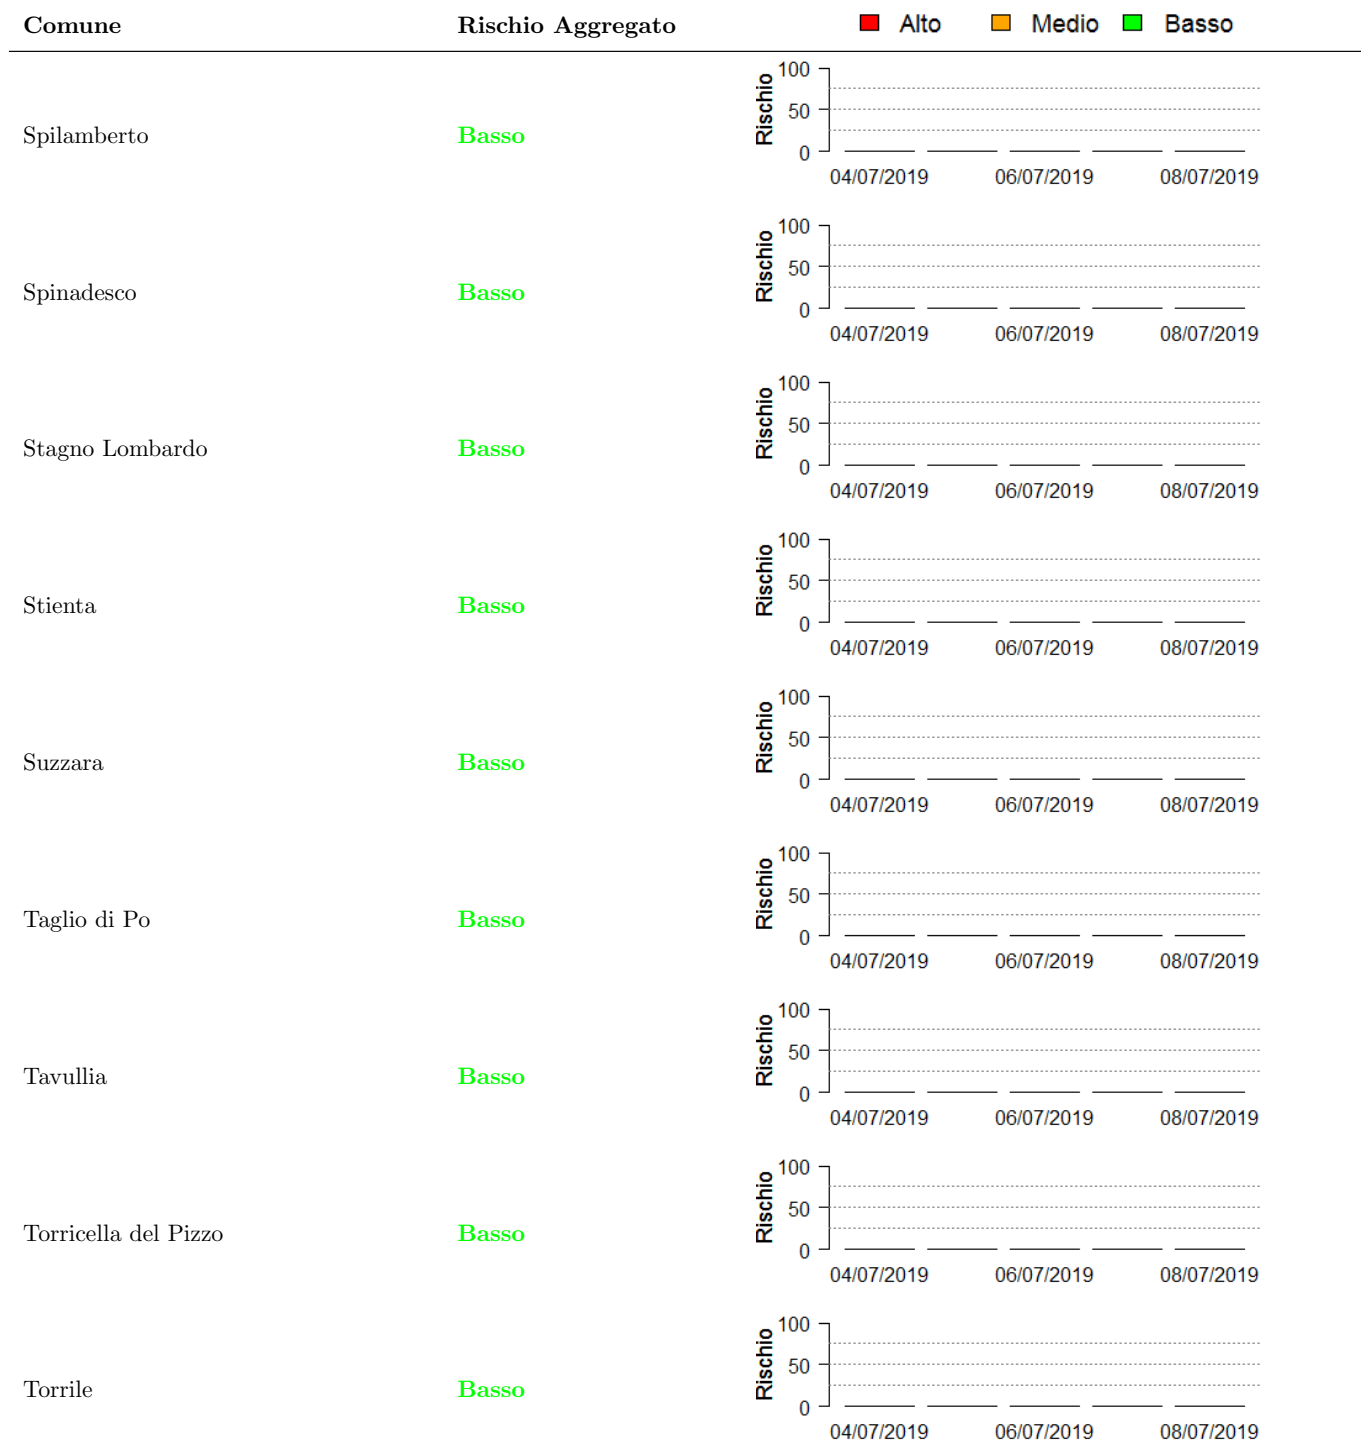 Comune Rischio Aggregato Alto Medio Basso
Spilamberto Basso Rischio 100 50 0
04/07/2019 06/07/2019 08/07/2019
Spinadesco Basso Rischio 100 50 0
04/07/2019 06/07/2019 08/07/2019
Stagno Lombardo Basso Rischio 100 50 0
04/07/2019 06/07/2019 08/07/2019
Stienta Basso Rischio 100 50 0
04/07/2019 06/07/2019 08/07/2019
Suzzara Basso Rischio 100 50 0
04/07/2019 06/07/2019 08/07/2019
Taglio di Po Basso Rischio 100 50 0
04/07/2019 06/07/2019 08/07/2019
Tavullia Basso Rischio 100 50 0
04/07/2019 06/07/2019 08/07/2019
Torricella del Pizzo Basso Rischio 100 50 0
04/07/2019 06/07/2019 08/07/2019
Torrile Basso Rischio 100 50 0
04/07/2019 06/07/2019 08/07/2019